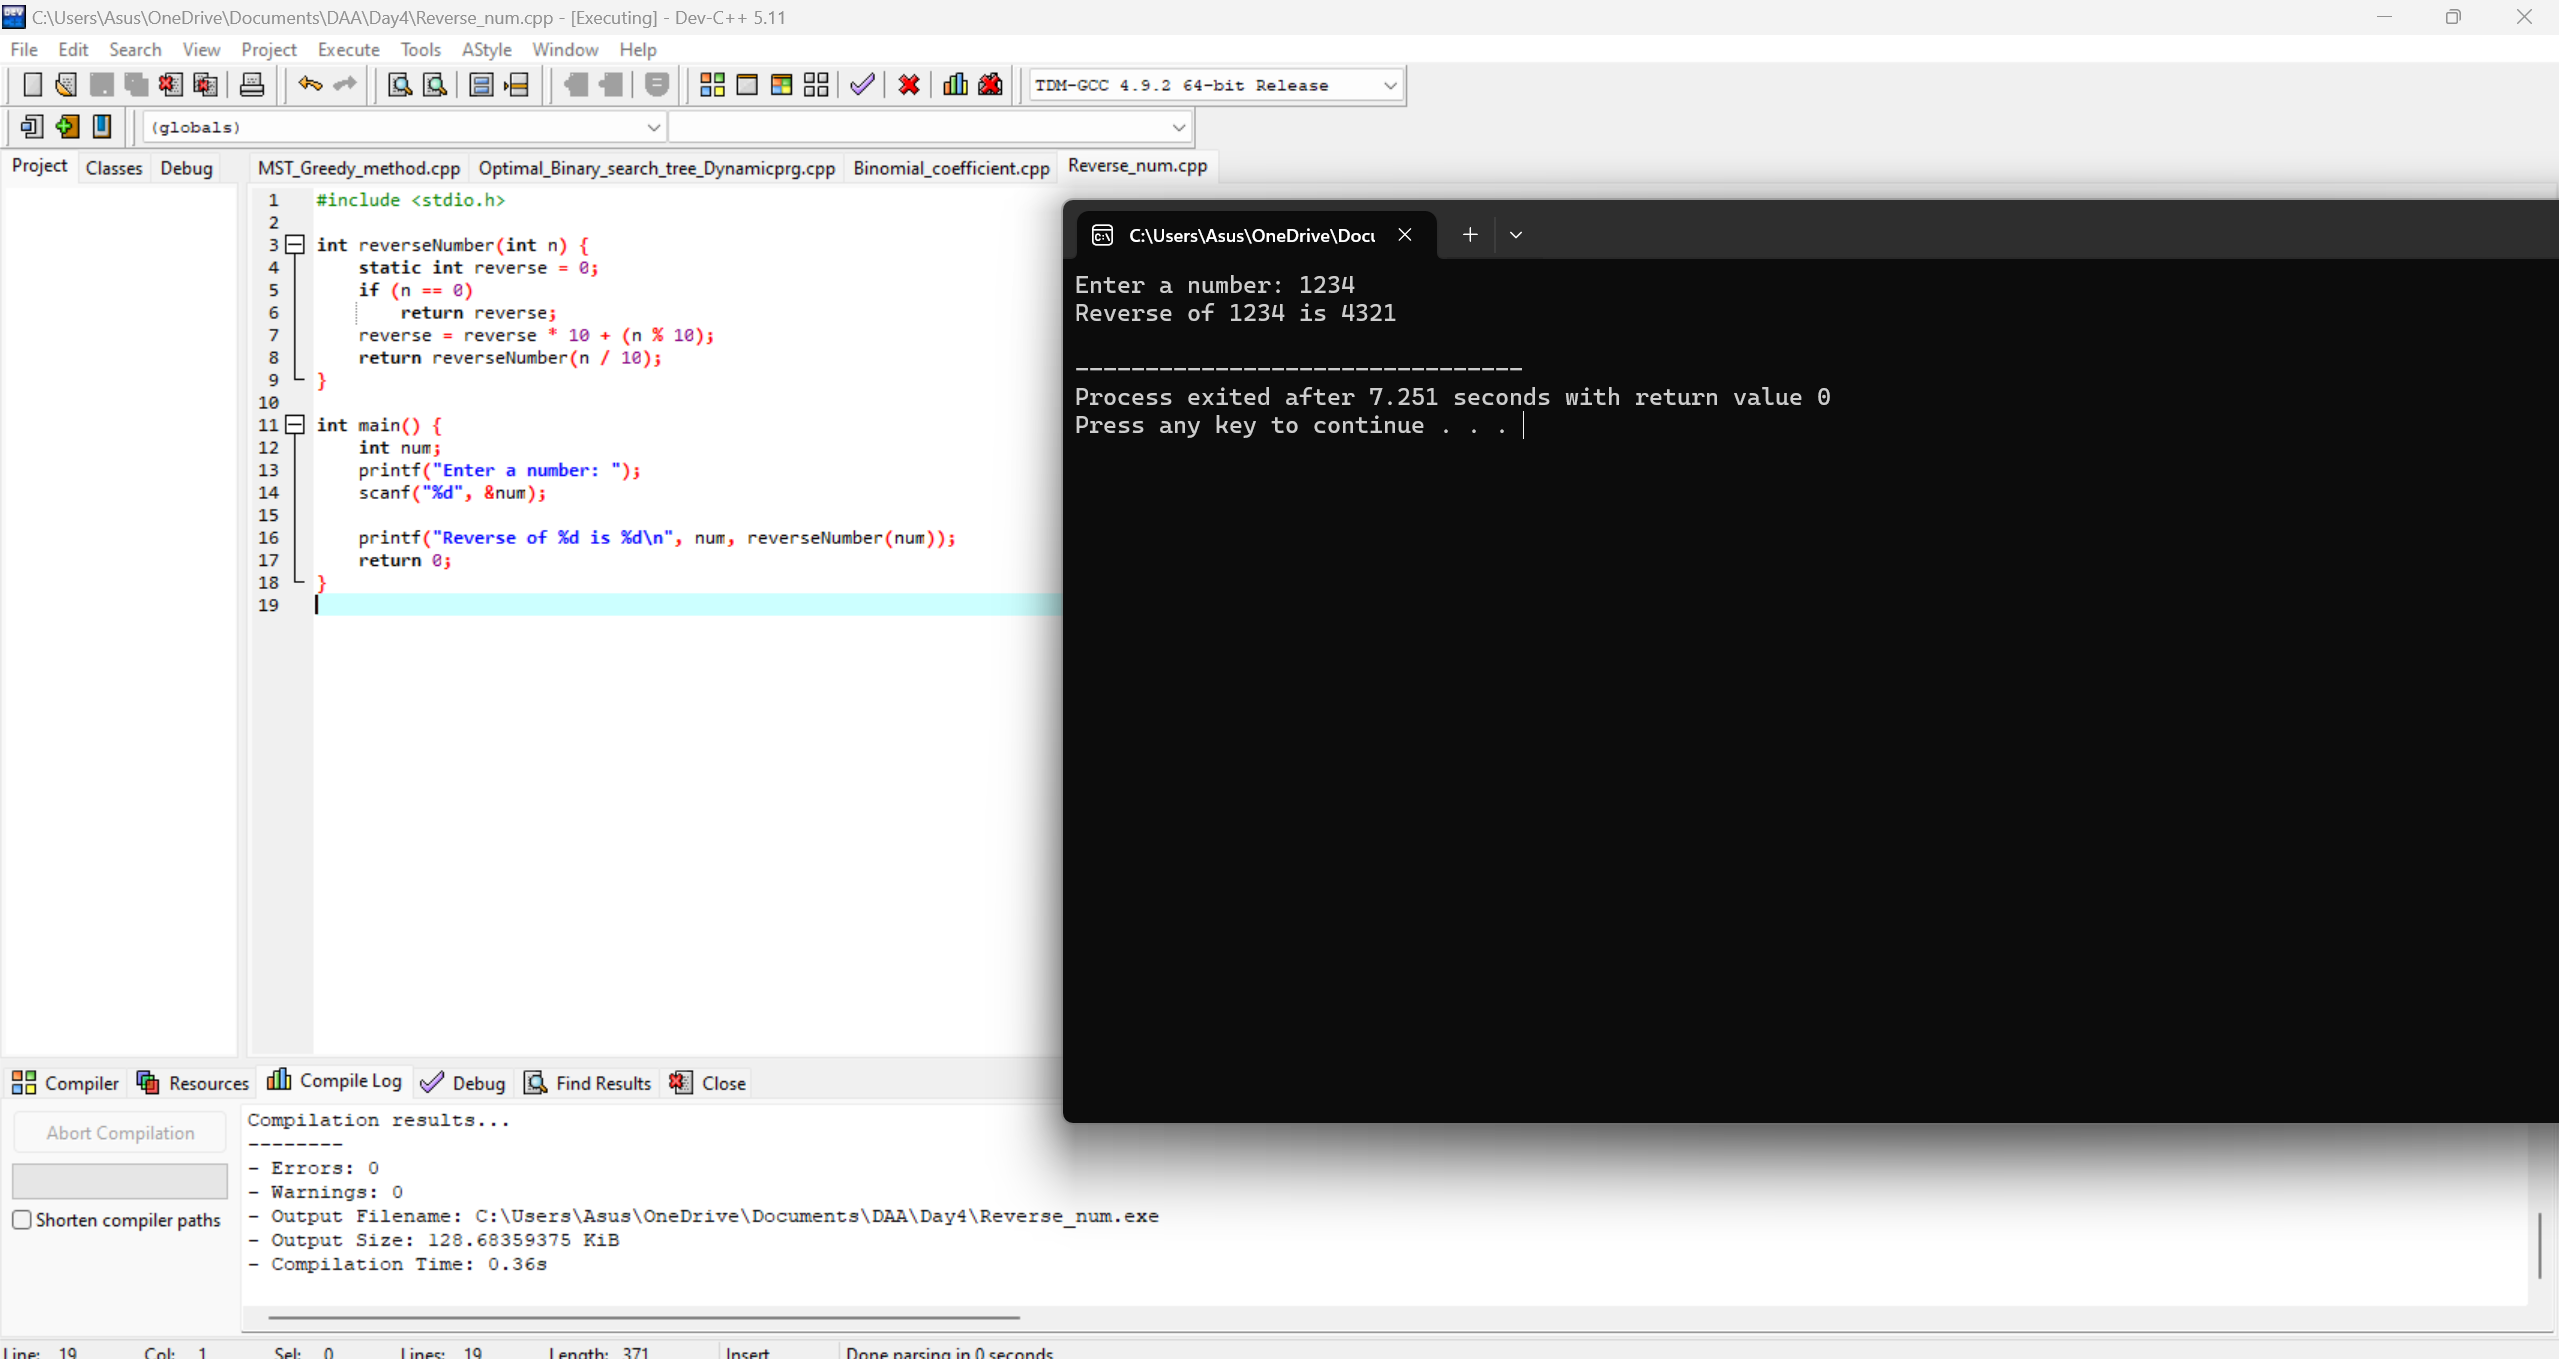 C:\Users\Asus\OneDrive\Documents\DAA\Day4\Reverse_num.cpp - [Executing] - Dev-C++ 5.11
File Edit Search View Project Execute Tools AStyle Window Help
TDM-GCC 4.9.2 64-bit Release
(globals)
Project Classes Debug
MST_Greedy_method.cpp Optimal_Binary_search_tree_Dynamicprg.cpp Binomial_coefficient.cpp Reverse_num.cpp
1 #include <stdio.h>
2
3 int reverseNumber(int n) {
4     static int reverse = 0;
5     if (n == 0)
6         return reverse;
7     reverse = reverse * 10 + (n % 10);
8     return reverseNumber(n / 10);
9 }
10
11 int main() {
12     int num;
13     printf("Enter a number: ");
14     scanf("%d", &num);
15
16     printf("Reverse of %d is %d\n", num, reverseNumber(num));
17     return 0;
18 }
19
C:\Users\Asus\OneDrive\Docu
Enter a number: 1234
Reverse of 1234 is 4321
--------------------------------
Process exited after 7.251 seconds with return value 0
Press any key to continue . . .
Compiler Resources Compile Log Debug Find Results Close
Abort Compilation
Shorten compiler paths
Compilation results...
--------
- Errors: 0
- Warnings: 0
- Output Filename: C:\Users\Asus\OneDrive\Documents\DAA\Day4\Reverse_num.exe
- Output Size: 128.68359375 KiB
- Compilation Time: 0.36s
Line: 19 Col: 1 Sel: 0 Lines: 19 Length: 371 Insert Done parsing in 0 seconds